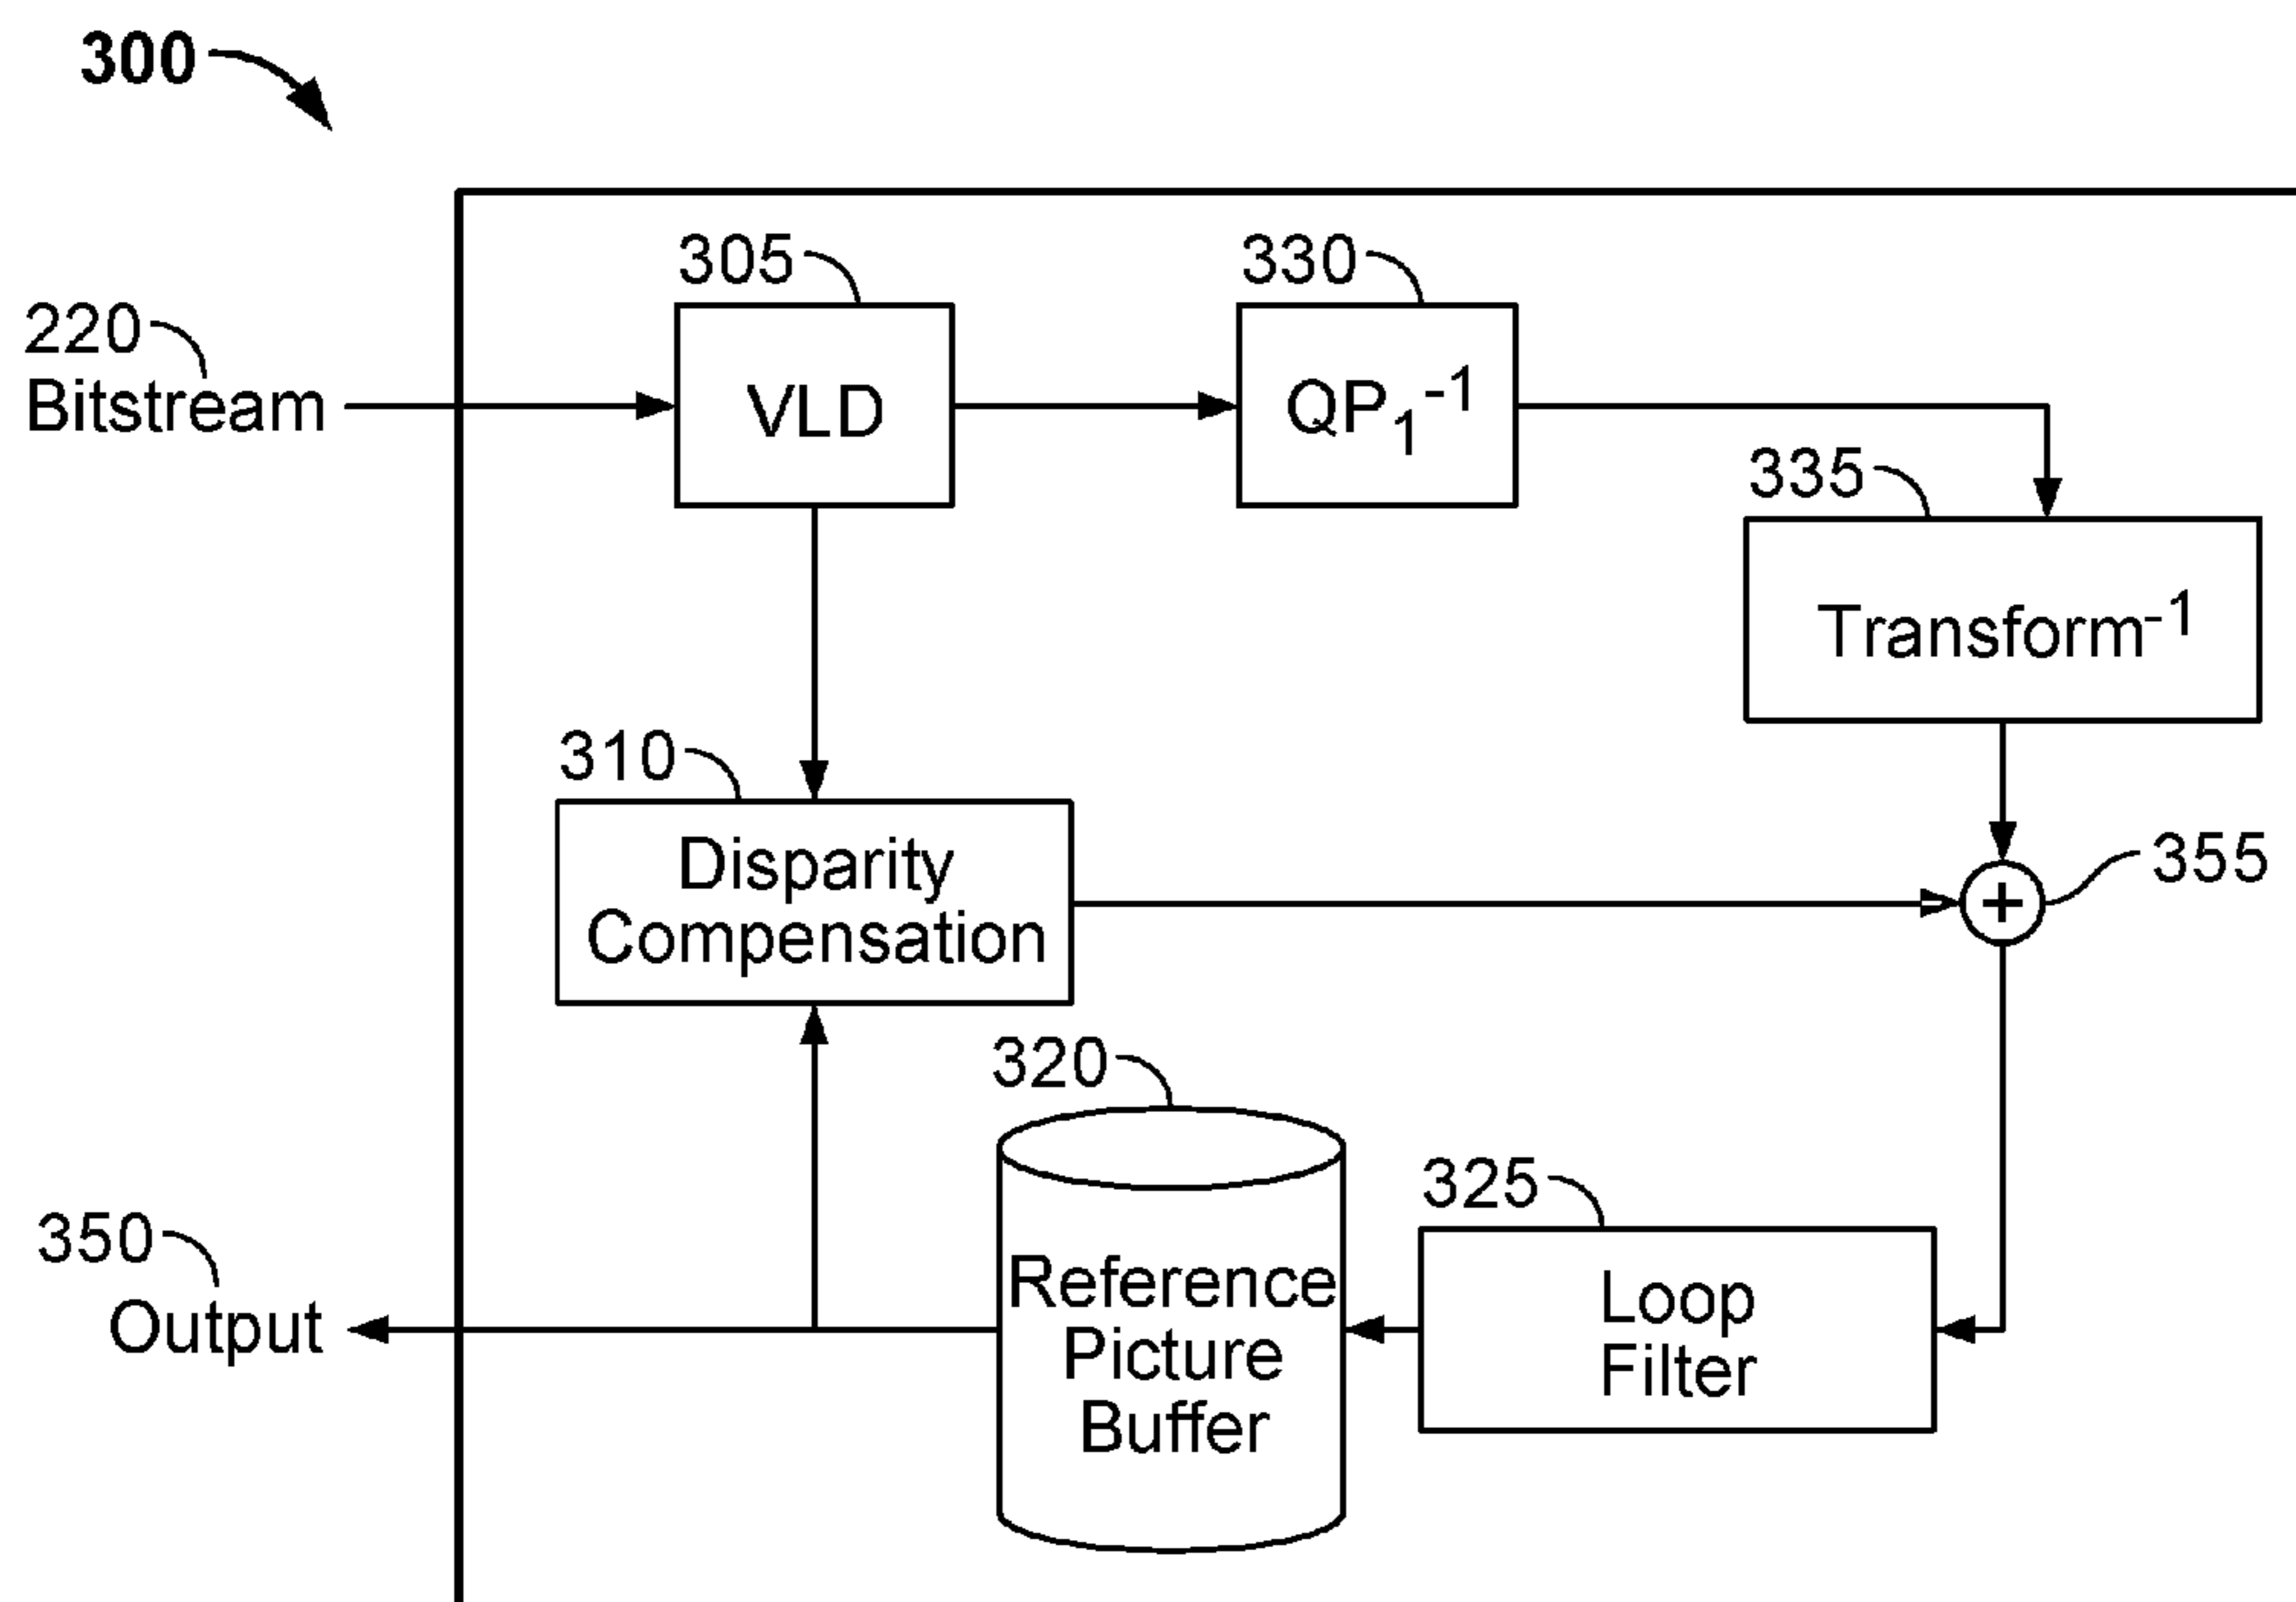 300
305
330
220
Bitstream
VLD
QP₁⁻¹
335
Transform⁻¹
310
Disparity
Compensation
+
355
320
325
350
Output
Reference
Picture
Buffer
Loop
Filter